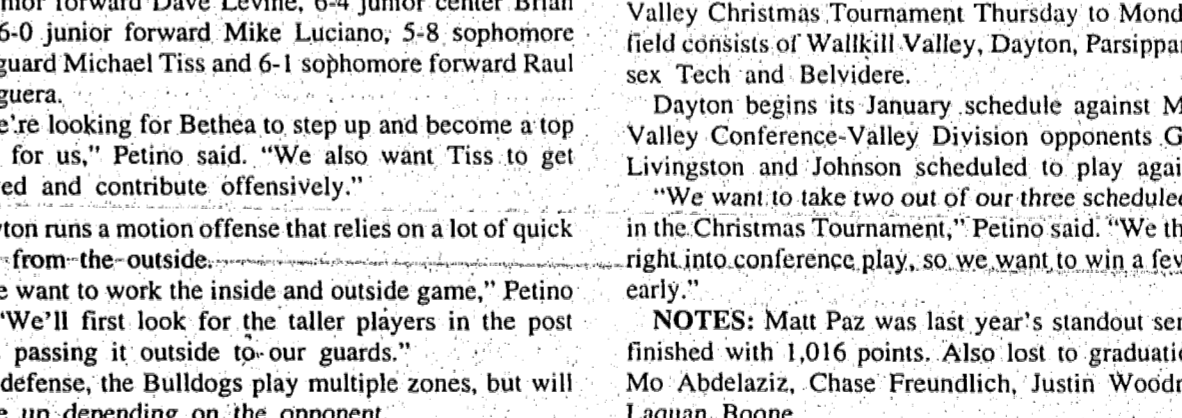 forward Dave Levine, 6-4 junior center Brian
6-0 junior forward Mike Luciano, 5-8 sophomore
guard Michael Tiss and 6-1 sophomore forward Raul
guera.
e're looking for Bethea to step up and become a top
for us," Petino said. "We also want Tiss to get
ed and contribute offensively."
ton runs a motion offense that relies on a lot of quick
from the outside.
e want to work the inside and outside game," Petino
"We'll first look for the taller players in the post
passing it outside to our guards."
defense, the Bulldogs play multiple zones, but will
up depending on the opponent
Valley Christmas Tournament Thursday to Mond
field consists of Wallkill Valley, Dayton, Parsippa
sex Tech and Belvidere.
Dayton begins its January schedule against M
Valley Conference-Valley Division opponents G
Livingston and Johnson scheduled to play agai
"We want to take two out of our three schedule
in the Christmas Tournament," Petino said. "We th
right into conference play, so we want to win a few
early."
NOTES: Matt Paz was last year's standout se
finished with 1,016 points. Also lost to graduati
Mo Abdelaziz, Chase Freundlich, Justin Woodr
Laquan Boone